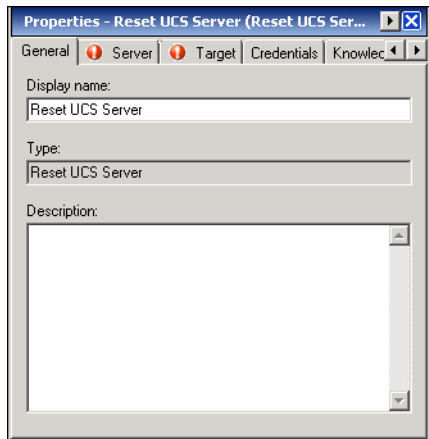 Properties - Reset UCS Server (Reset UCS Ser...
General Server Target Credentials Knowlec
Display name:
Reset UCS Server
Type:
Reset UCS Server
Description: